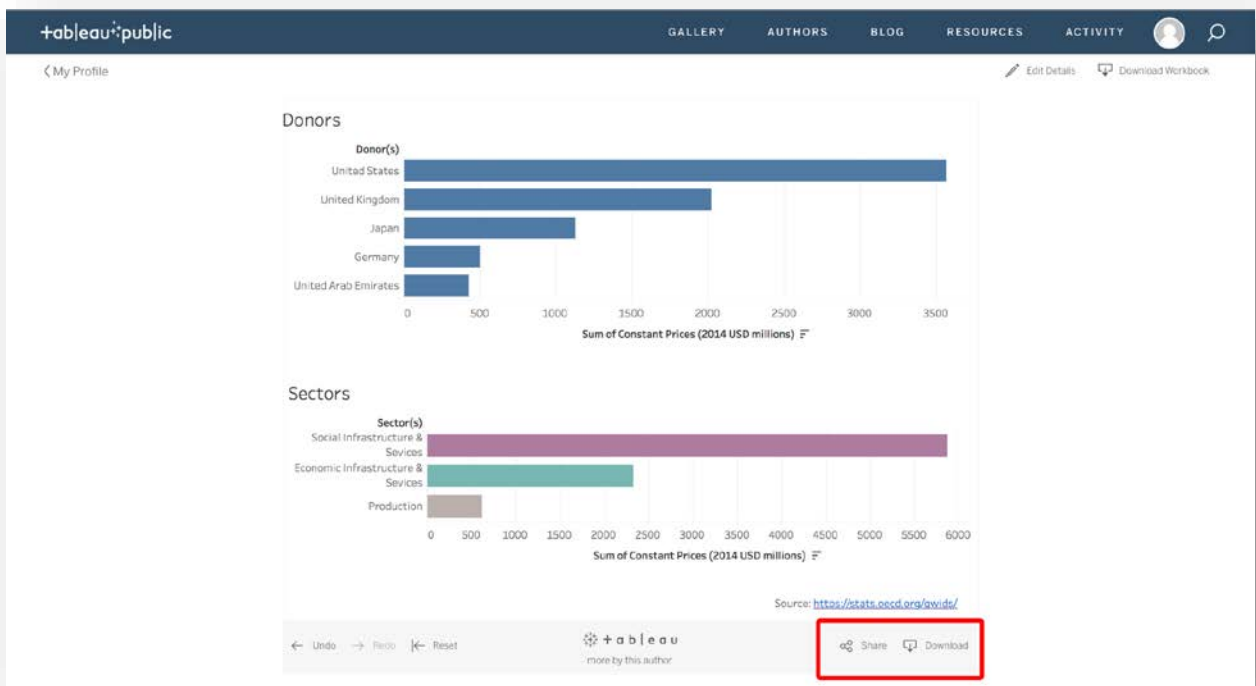 +ableau+public
GALLERY AUTHORS BLOG RESOURCES ACTIVITY
My Profile
Edit Details Download Workbook
Donors
Donor(s)
United States
United Kingdom
Japan
Germany
United Arab Emirates
0 500 1000 1500 2000 2500 3000 3500
Sum of Constant Prices (2014 USD millions)
Sectors
Sector(s)
Social Infrastructure &
Sevices
Economic Infrastructure &
Sevices
Production
0 500 1000 1500 2000 2500 3000 3500 4000 4500 5000 5500 6000
Sum of Constant Prices (2014 USD millions)
Source: https://stats.oecd.org/qwids/
Undo Redo Reset
+ableau
more by this author
Share Download